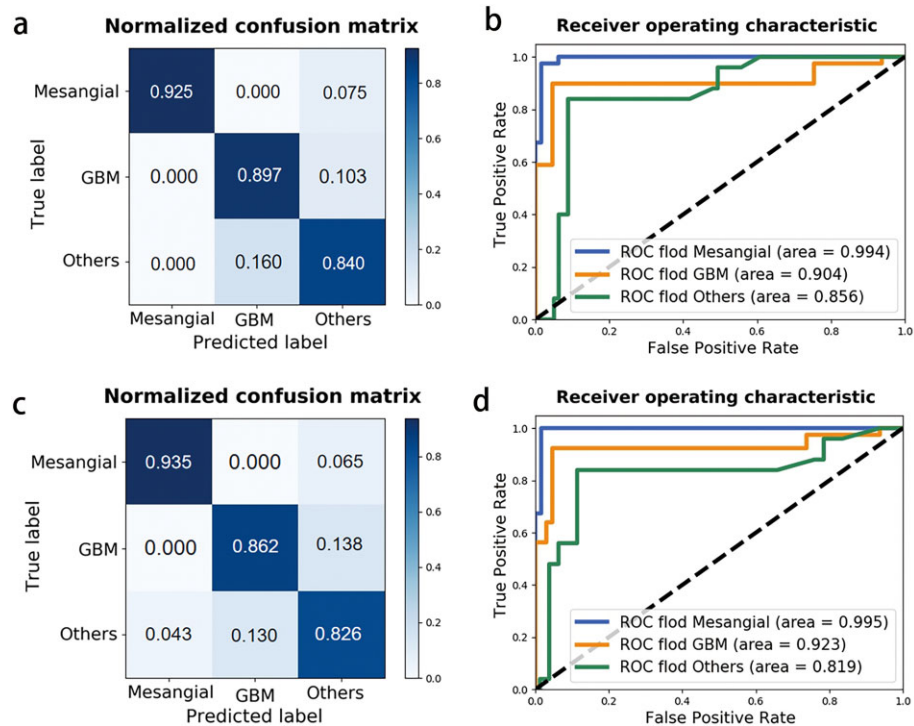 a
Normalized confusion matrix
True label
Mesangial
GBM
Others
0.925 0.000 0.075
0.000 0.897 0.103
0.000 0.160 0.840
Mesangial GBM Others
Predicted label
0.8
0.6
0.4
0.2
0.0
b
Receiver operating characteristic
True Positive Rate
1.0
0.8
0.6
0.4
0.2
0.0
ROC flod Mesangial (area = 0.994)
ROC flod GBM (area = 0.904)
ROC flod Others (area = 0.856)
0.0 0.2 0.4 0.6 0.8 1.0
False Positive Rate
c
Normalized confusion matrix
True label
Mesangial
GBM
Others
0.935 0.000 0.065
0.000 0.862 0.138
0.043 0.130 0.826
Mesangial GBM Others
Predicted label
0.8
0.6
0.4
0.2
0.0
d
Receiver operating characteristic
True Positive Rate
1.0
0.8
0.6
0.4
0.2
0.0
ROC flod Mesangial (area = 0.995)
ROC flod GBM (area = 0.923)
ROC flod Others (area = 0.819)
0.0 0.2 0.4 0.6 0.8 1.0
False Positive Rate